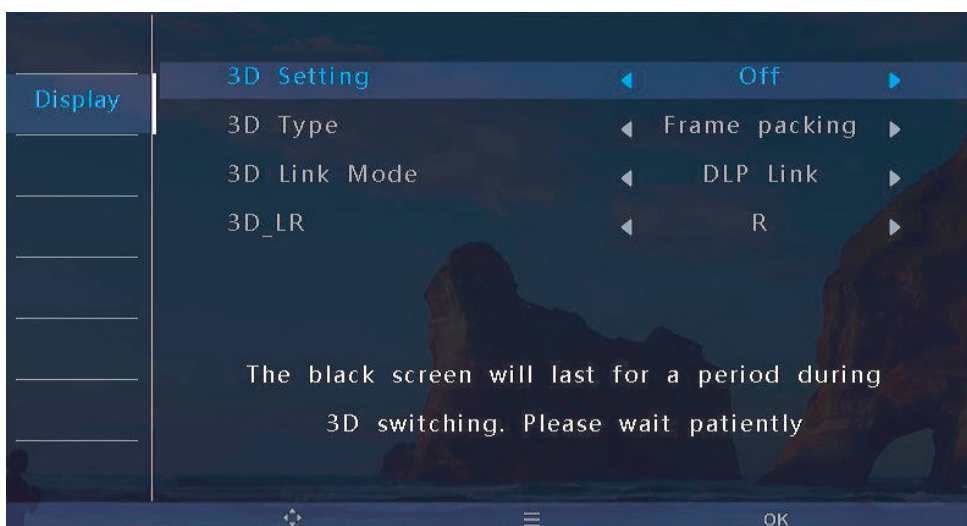 Display
3D Setting Off
3D Type Frame packing
3D Link Mode DLP Link
3D_LR R
The black screen will last for a period during
3D switching. Please wait patiently
OK